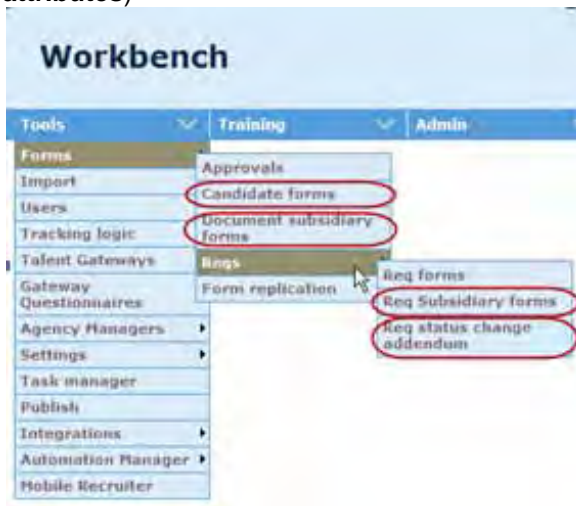 attributes)
Workbench
Tools
Training
Admin
Forms
Import
Users
Tracking logic
Talent Gateways
Gateway
Questionnaires
Agency Managers
Settings
Task manager
Publish
Integrations
Automation Manager
Mobile Recruiter
Approvals
Candidate forms
Document subsidiary
forms
Reqs
Form replication
Req forms
Req Subsidiary forms
Req status change
addendum